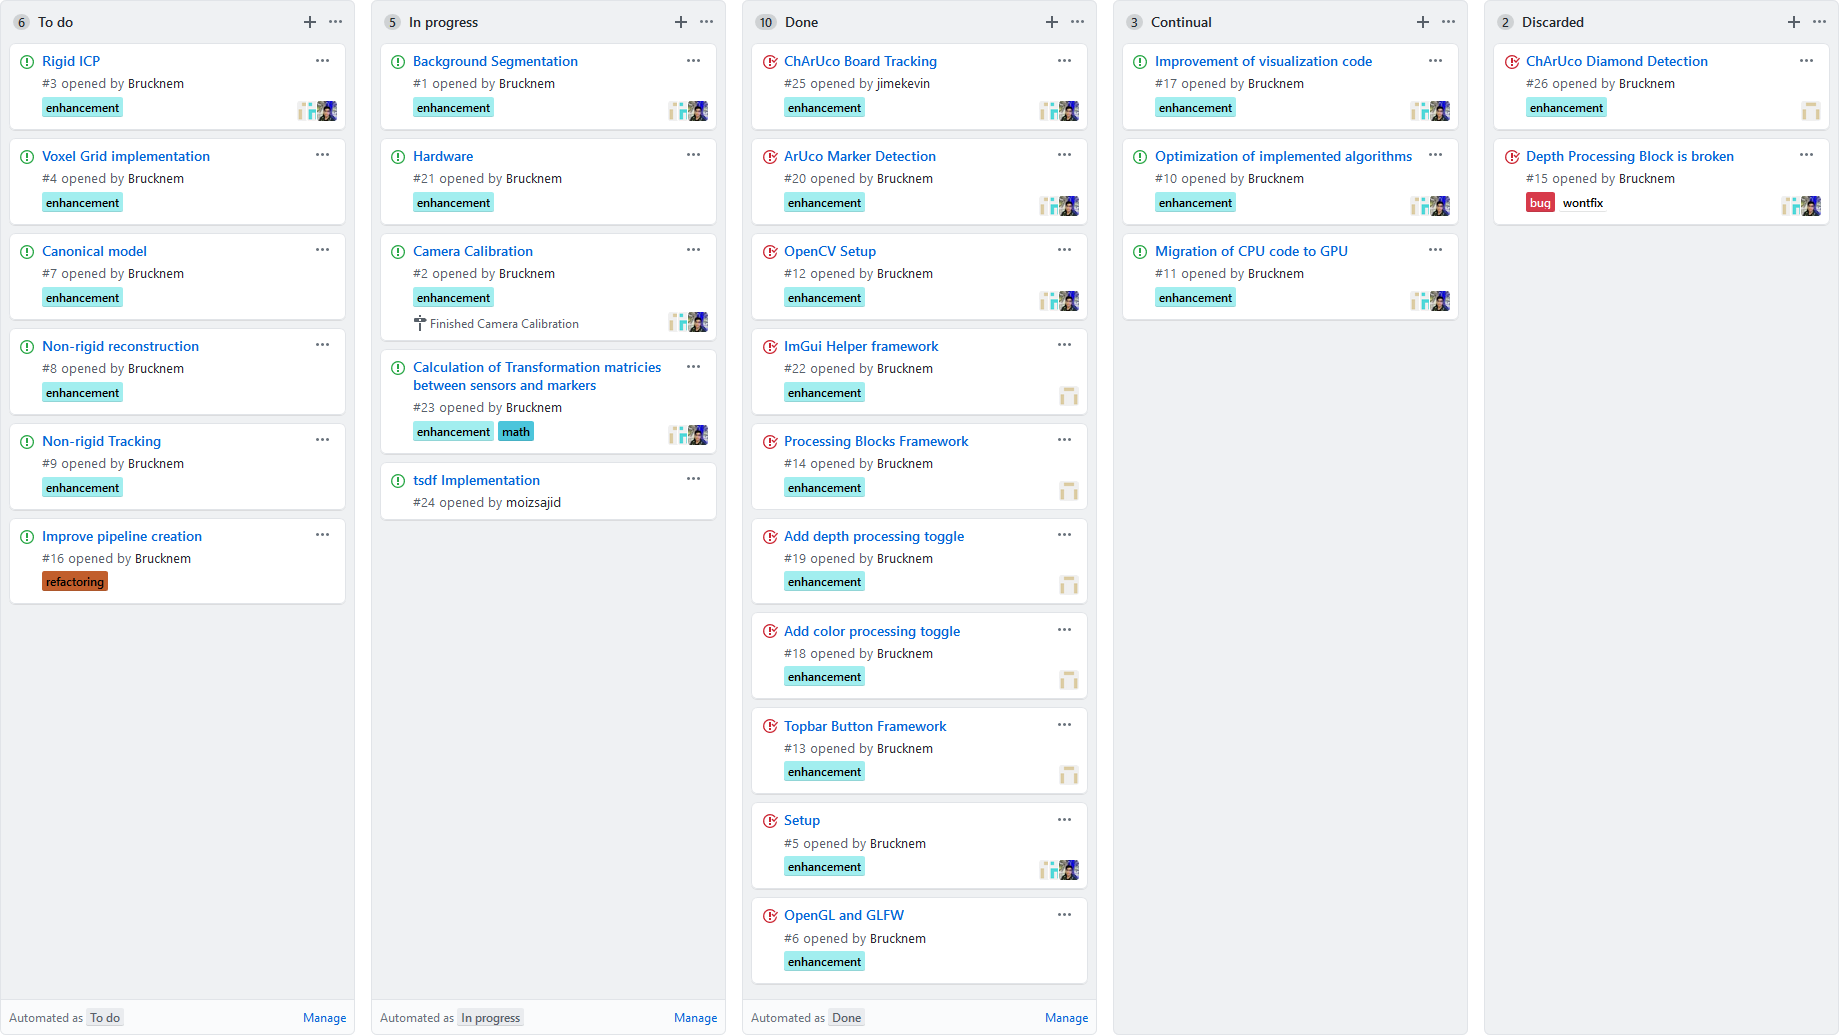 6 To do
Rigid ICP
#3 opened by Brucknem
enhancement
Voxel Grid implementation
#4 opened by Brucknem
enhancement
Canonical model
#7 opened by Brucknem
enhancement
Non-rigid reconstruction
#8 opened by Brucknem
enhancement
Non-rigid Tracking
#9 opened by Brucknem
enhancement
Improve pipeline creation
#16 opened by Brucknem
refactoring
Automated as To do Manage
5 In progress
Background Segmentation
#1 opened by Brucknem
enhancement
Hardware
#21 opened by Brucknem
enhancement
Camera Calibration
#2 opened by Brucknem
enhancement
Finished Camera Calibration
Calculation of Transformation matricies
between sensors and markers
#23 opened by Brucknem
enhancement math
tsdf Implementation
#24 opened by moizsajid
Automated as In progress Manage
10 Done
ChArUco Board Tracking
#25 opened by jimekevin
enhancement
ArUco Marker Detection
#20 opened by Brucknem
enhancement
OpenCV Setup
#12 opened by Brucknem
enhancement
ImGui Helper framework
#22 opened by Brucknem
enhancement
Processing Blocks Framework
#14 opened by Brucknem
enhancement
Add depth processing toggle
#19 opened by Brucknem
enhancement
Add color processing toggle
#18 opened by Brucknem
enhancement
Topbar Button Framework
#13 opened by Brucknem
enhancement
Setup
#5 opened by Brucknem
enhancement
OpenGL and GLFW
#6 opened by Brucknem
enhancement
Automated as Done Manage
3 Continual
Improvement of visualization code
#17 opened by Brucknem
enhancement
Optimization of implemented algorithms
#10 opened by Brucknem
enhancement
Migration of CPU code to GPU
#11 opened by Brucknem
enhancement
2 Discarded
ChArUco Diamond Detection
#26 opened by Brucknem
enhancement
Depth Processing Block is broken
#15 opened by Brucknem
bug wontfix